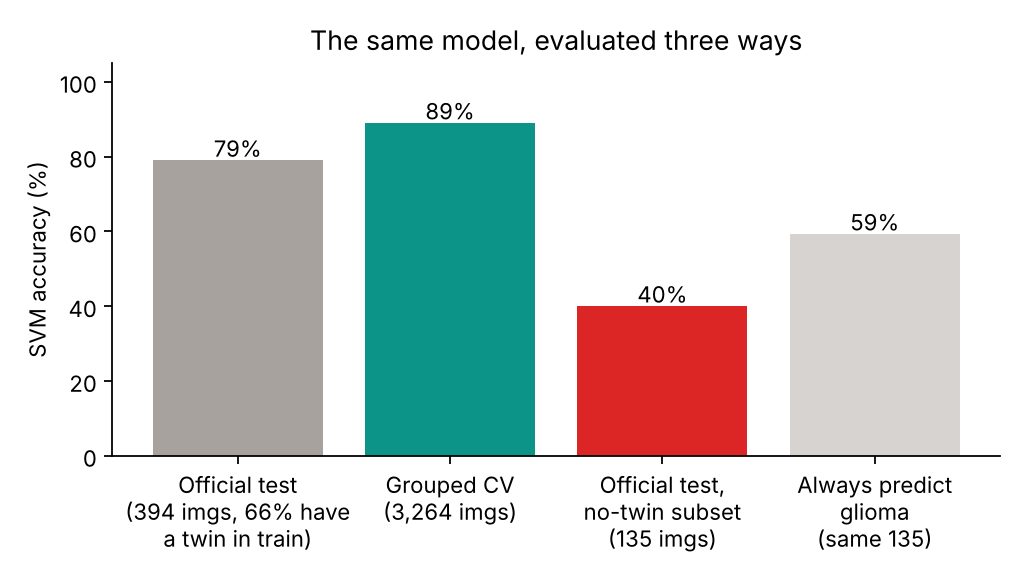 The same model, evaluated three ways
SVM accuracy (%)
100
80
60
40
20
0
79%
89%
40%
59%
Official test
(394 imgs, 66% have
a twin in train)
Grouped CV
(3,264 imgs)
Official test,
no-twin subset
(135 imgs)
Always predict
glioma
(same 135)